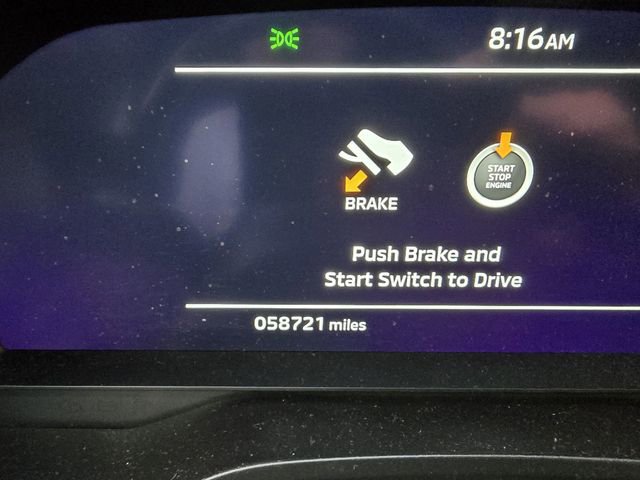 8:16AM
START
STOP
ENGINE
BRAKE
Push Brake and
Start Switch to Drive
058721 miles